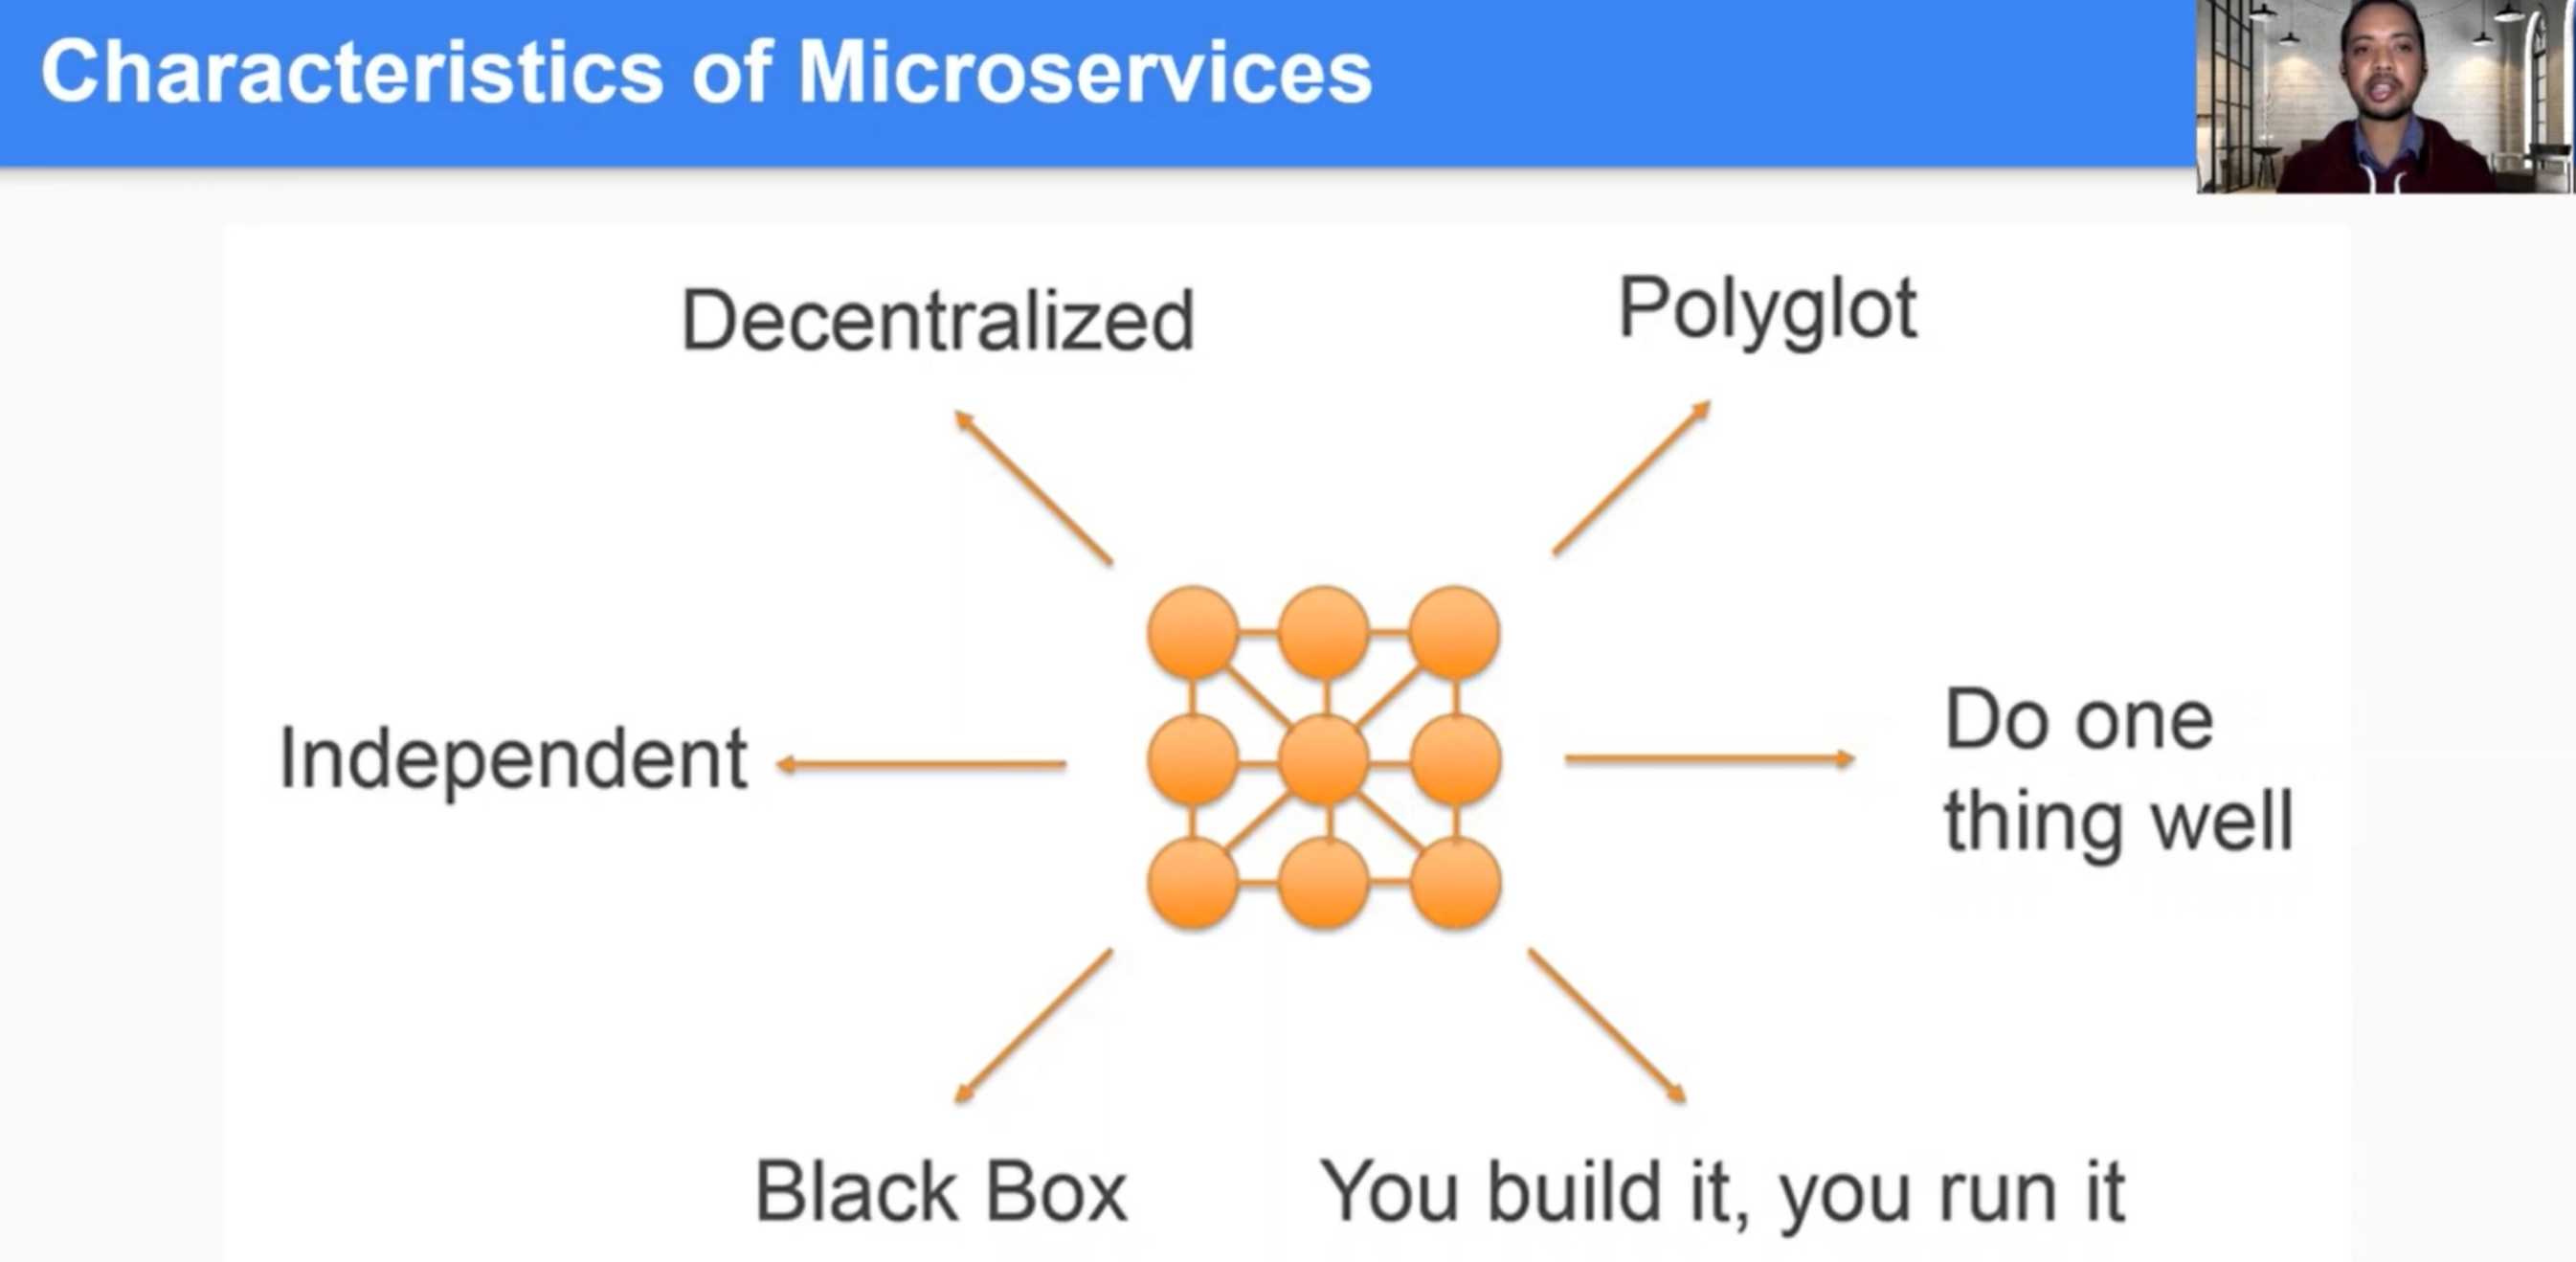 Characteristics of Microservices
Decentralized
Polyglot
Independent
Do one
thing well
Black Box
You build it, you run it